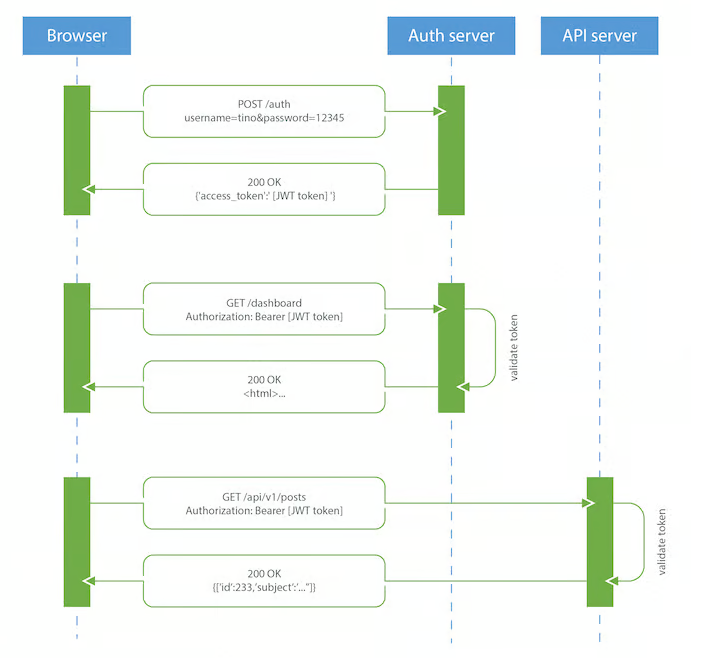 Browser
Auth server
API server
POST /auth
username=tino&password=12345
200 OK
{'access_token':' [JWT token] '}
GET /dashboard
Authorization: Bearer [JWT token]
validate token
200 OK
<html>...
GET /api/v1/posts
Authorization: Bearer [JWT token]
validate token
200 OK
{['id':233,'subject':'..."]}